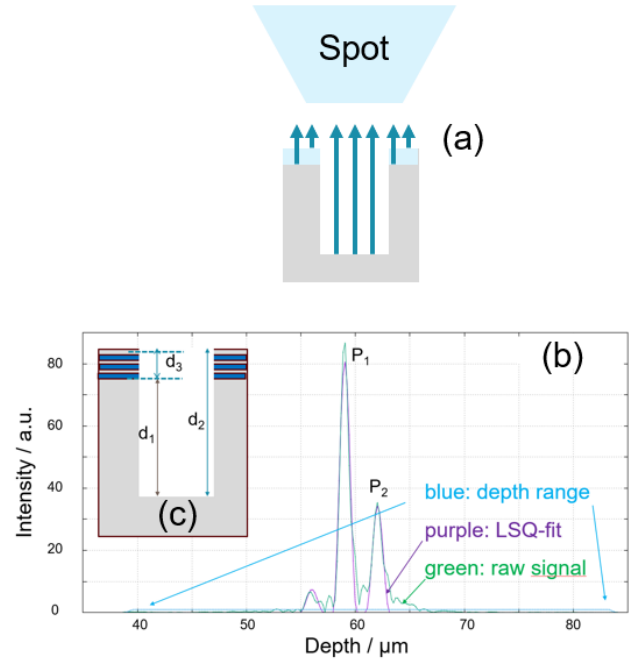 Spot
(a)
(b)
80
60
40
20
0
Intensity / a.u.
P₁
P₂
d₃
d₁
d₂
(c)
blue: depth range
purple: LSQ-fit
green: raw signal
40
50
60
70
80
Depth / µm